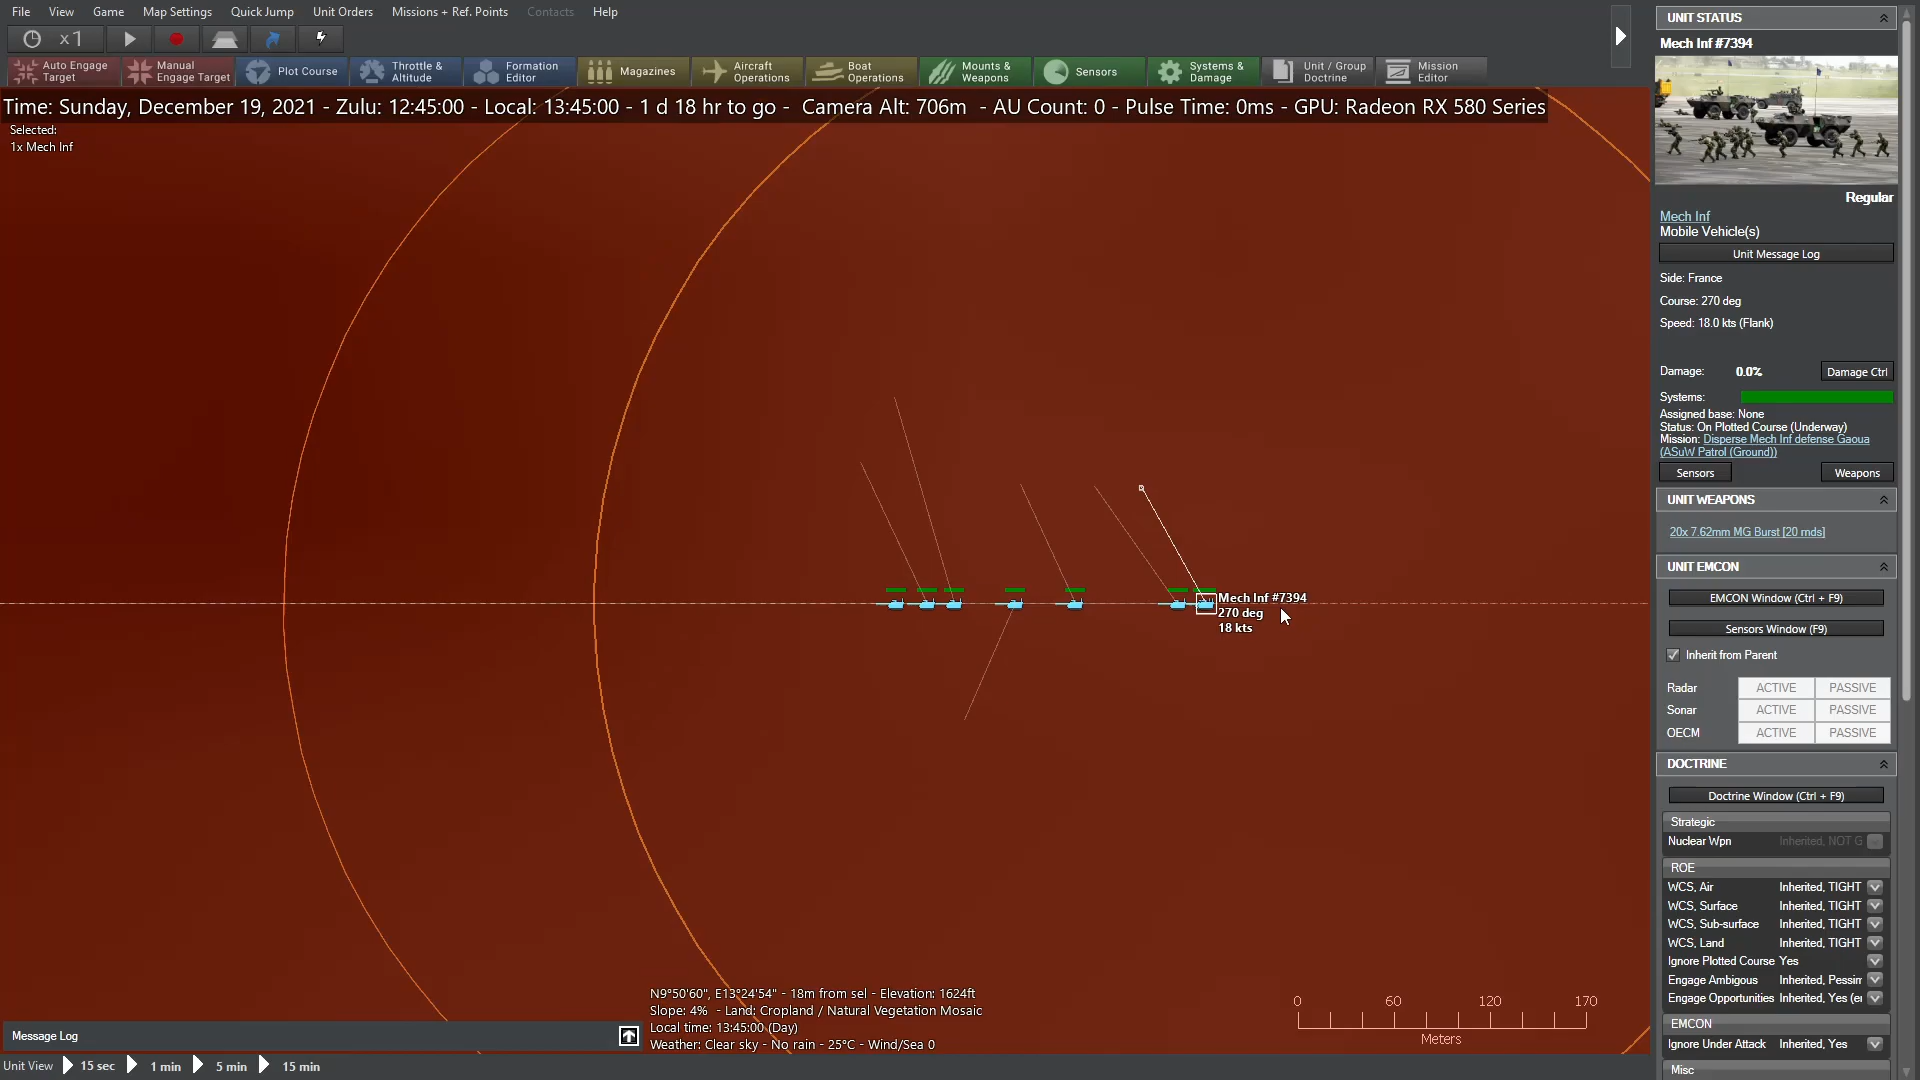 File View Game Map Settings Quick Jump Unit Orders Missions + Ref. Points Contacts Help
x1
Auto Engage Target
Manual Engage Target
Plot Course
Throttle & Altitude
Formation Editor
Magazines
Aircraft Operations
Boat Operations
Mounts & Weapons
Sensors
Systems & Damage
Unit / Group Doctrine
Mission Editor
Time: Sunday, December 19, 2021 - Zulu: 12:45:00 - Local: 13:45:00 - 1 d 18 hr to go - Camera Alt: 706m - AU Count: 0 - Pulse Time: 0ms - GPU: Radeon RX 580 Series
Selected:
1x Mech Inf
Mech Inf #7394
270 deg
18 kts
N9°50'60", E13°24'54" - 18m from sel - Elevation: 1624ft
Slope: 4% - Land: Cropland / Natural Vegetation Mosaic
Local time: 13:45:00 (Day)
Weather: Clear sky - No rain - 25°C - Wind/Sea 0
0 60 120 170
Meters
Message Log
Unit View 15 sec 1 min 5 min 15 min
UNIT STATUS
Mech Inf #7394
Regular
Mech Inf
Mobile Vehicle(s)
Unit Message Log
Side: France
Course: 270 deg
Speed: 18.0 kts (Flank)
Damage: 0.0% Damage Ctrl
Systems:
Assigned base: None
Status: On Plotted Course (Underway)
Mission: Disperse Mech Inf defense Gaoua
(ASuW Patrol (Ground))
Sensors Weapons
UNIT WEAPONS
20x 7.62mm MG Burst [20 rnds]
UNIT EMCON
EMCON Window (Ctrl + F9)
Sensors Window (F9)
Inherit from Parent
Radar ACTIVE PASSIVE
Sonar ACTIVE PASSIVE
OECM ACTIVE PASSIVE
DOCTRINE
Doctrine Window (Ctrl + F9)
Strategic
Nuclear Wpn Inherited, NOT G
ROE
WCS, Air Inherited, TIGHT
WCS, Surface Inherited, TIGHT
WCS, Sub-surface Inherited, TIGHT
WCS, Land Inherited, TIGHT
Ignore Plotted Course Yes
Engage Ambigous Inherited, Pessim
Engage Opportunities Inherited, Yes (e
EMCON
Ignore Under Attack Inherited, Yes
Misc